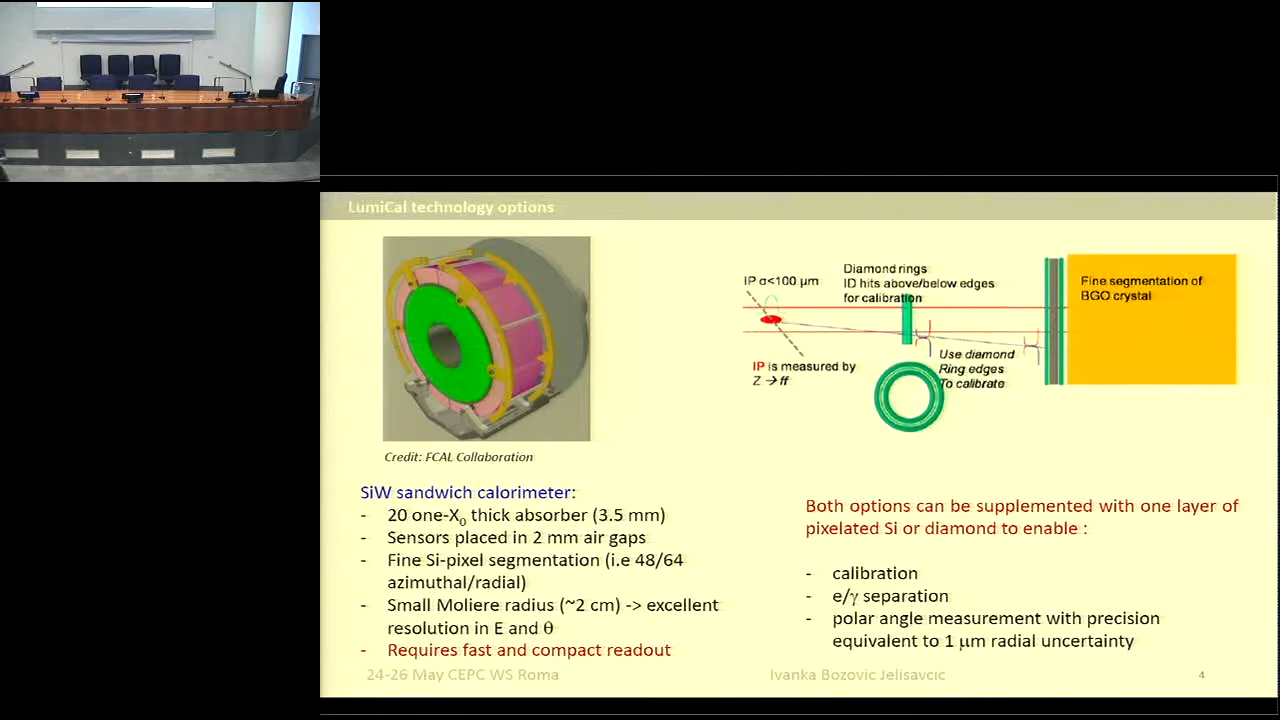 LumiCal technology options
IP σ<100 μm
Diamond rings
ID hits above/below edges
for calibration
Fine segmentation of
BGO crystal
IP is measured by
Z → ff
Use diamond
Ring edges
To calibrate
Credit: FCAL Collaboration
SiW sandwich calorimeter:
- 20 one-X0 thick absorber (3.5 mm)
- Sensors placed in 2 mm air gaps
- Fine Si-pixel segmentation (i.e 48/64
azimuthal/radial)
- Small Moliere radius (~2 cm) -> excellent
resolution in E and θ
- Requires fast and compact readout
Both options can be supplemented with one layer of
pixelated Si or diamond to enable :
- calibration
- e/γ separation
- polar angle measurement with precision
equivalent to 1 μm radial uncertainty
24-26 May CEPC WS Roma
Ivanka Bozovic Jelisavcic
4